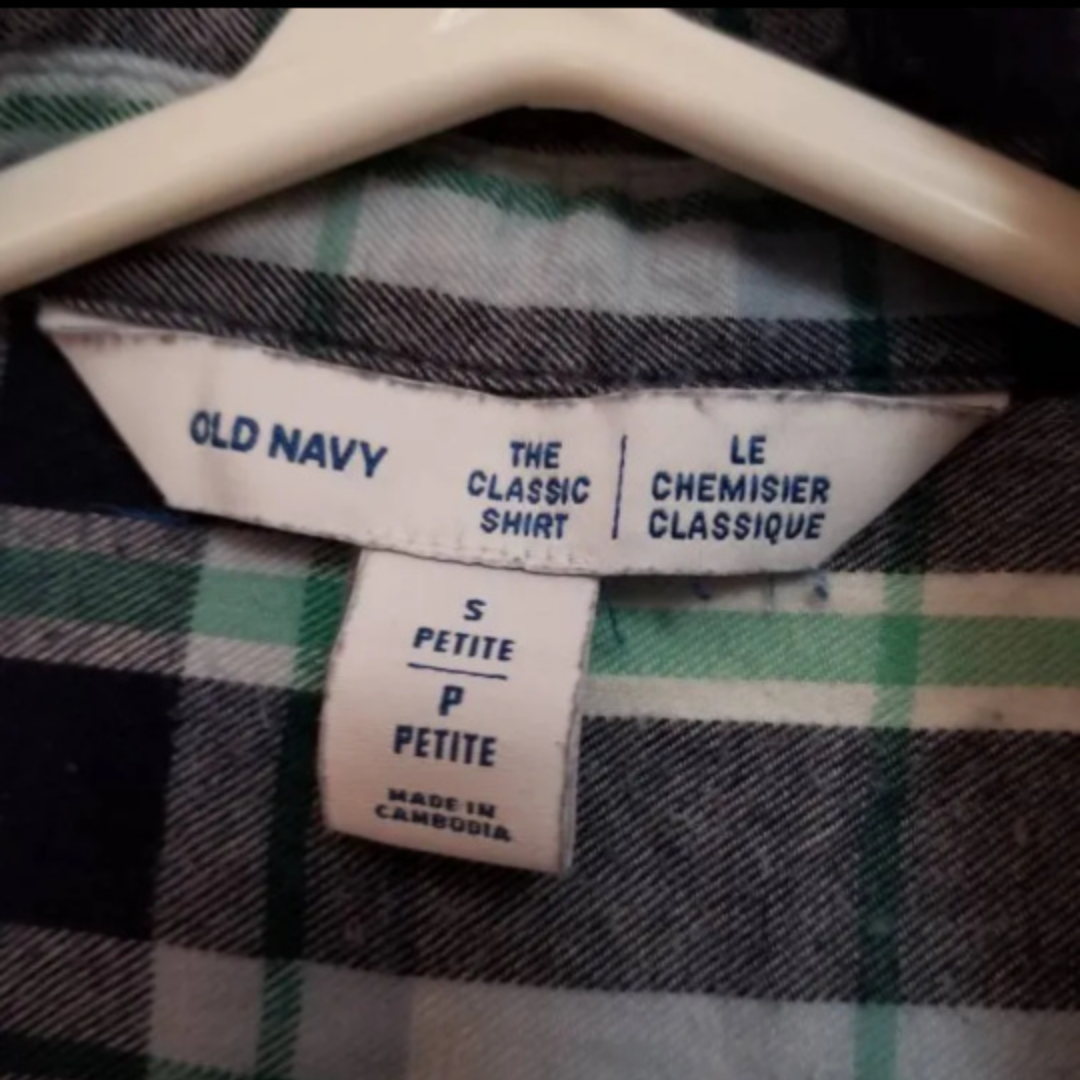 OLD NAVY
THE
CLASSIC
SHIRT
LE
CHEMISIER
CLASSIQUE
S
PETITE
P
PETITE
MADE IN
CAMBODIA